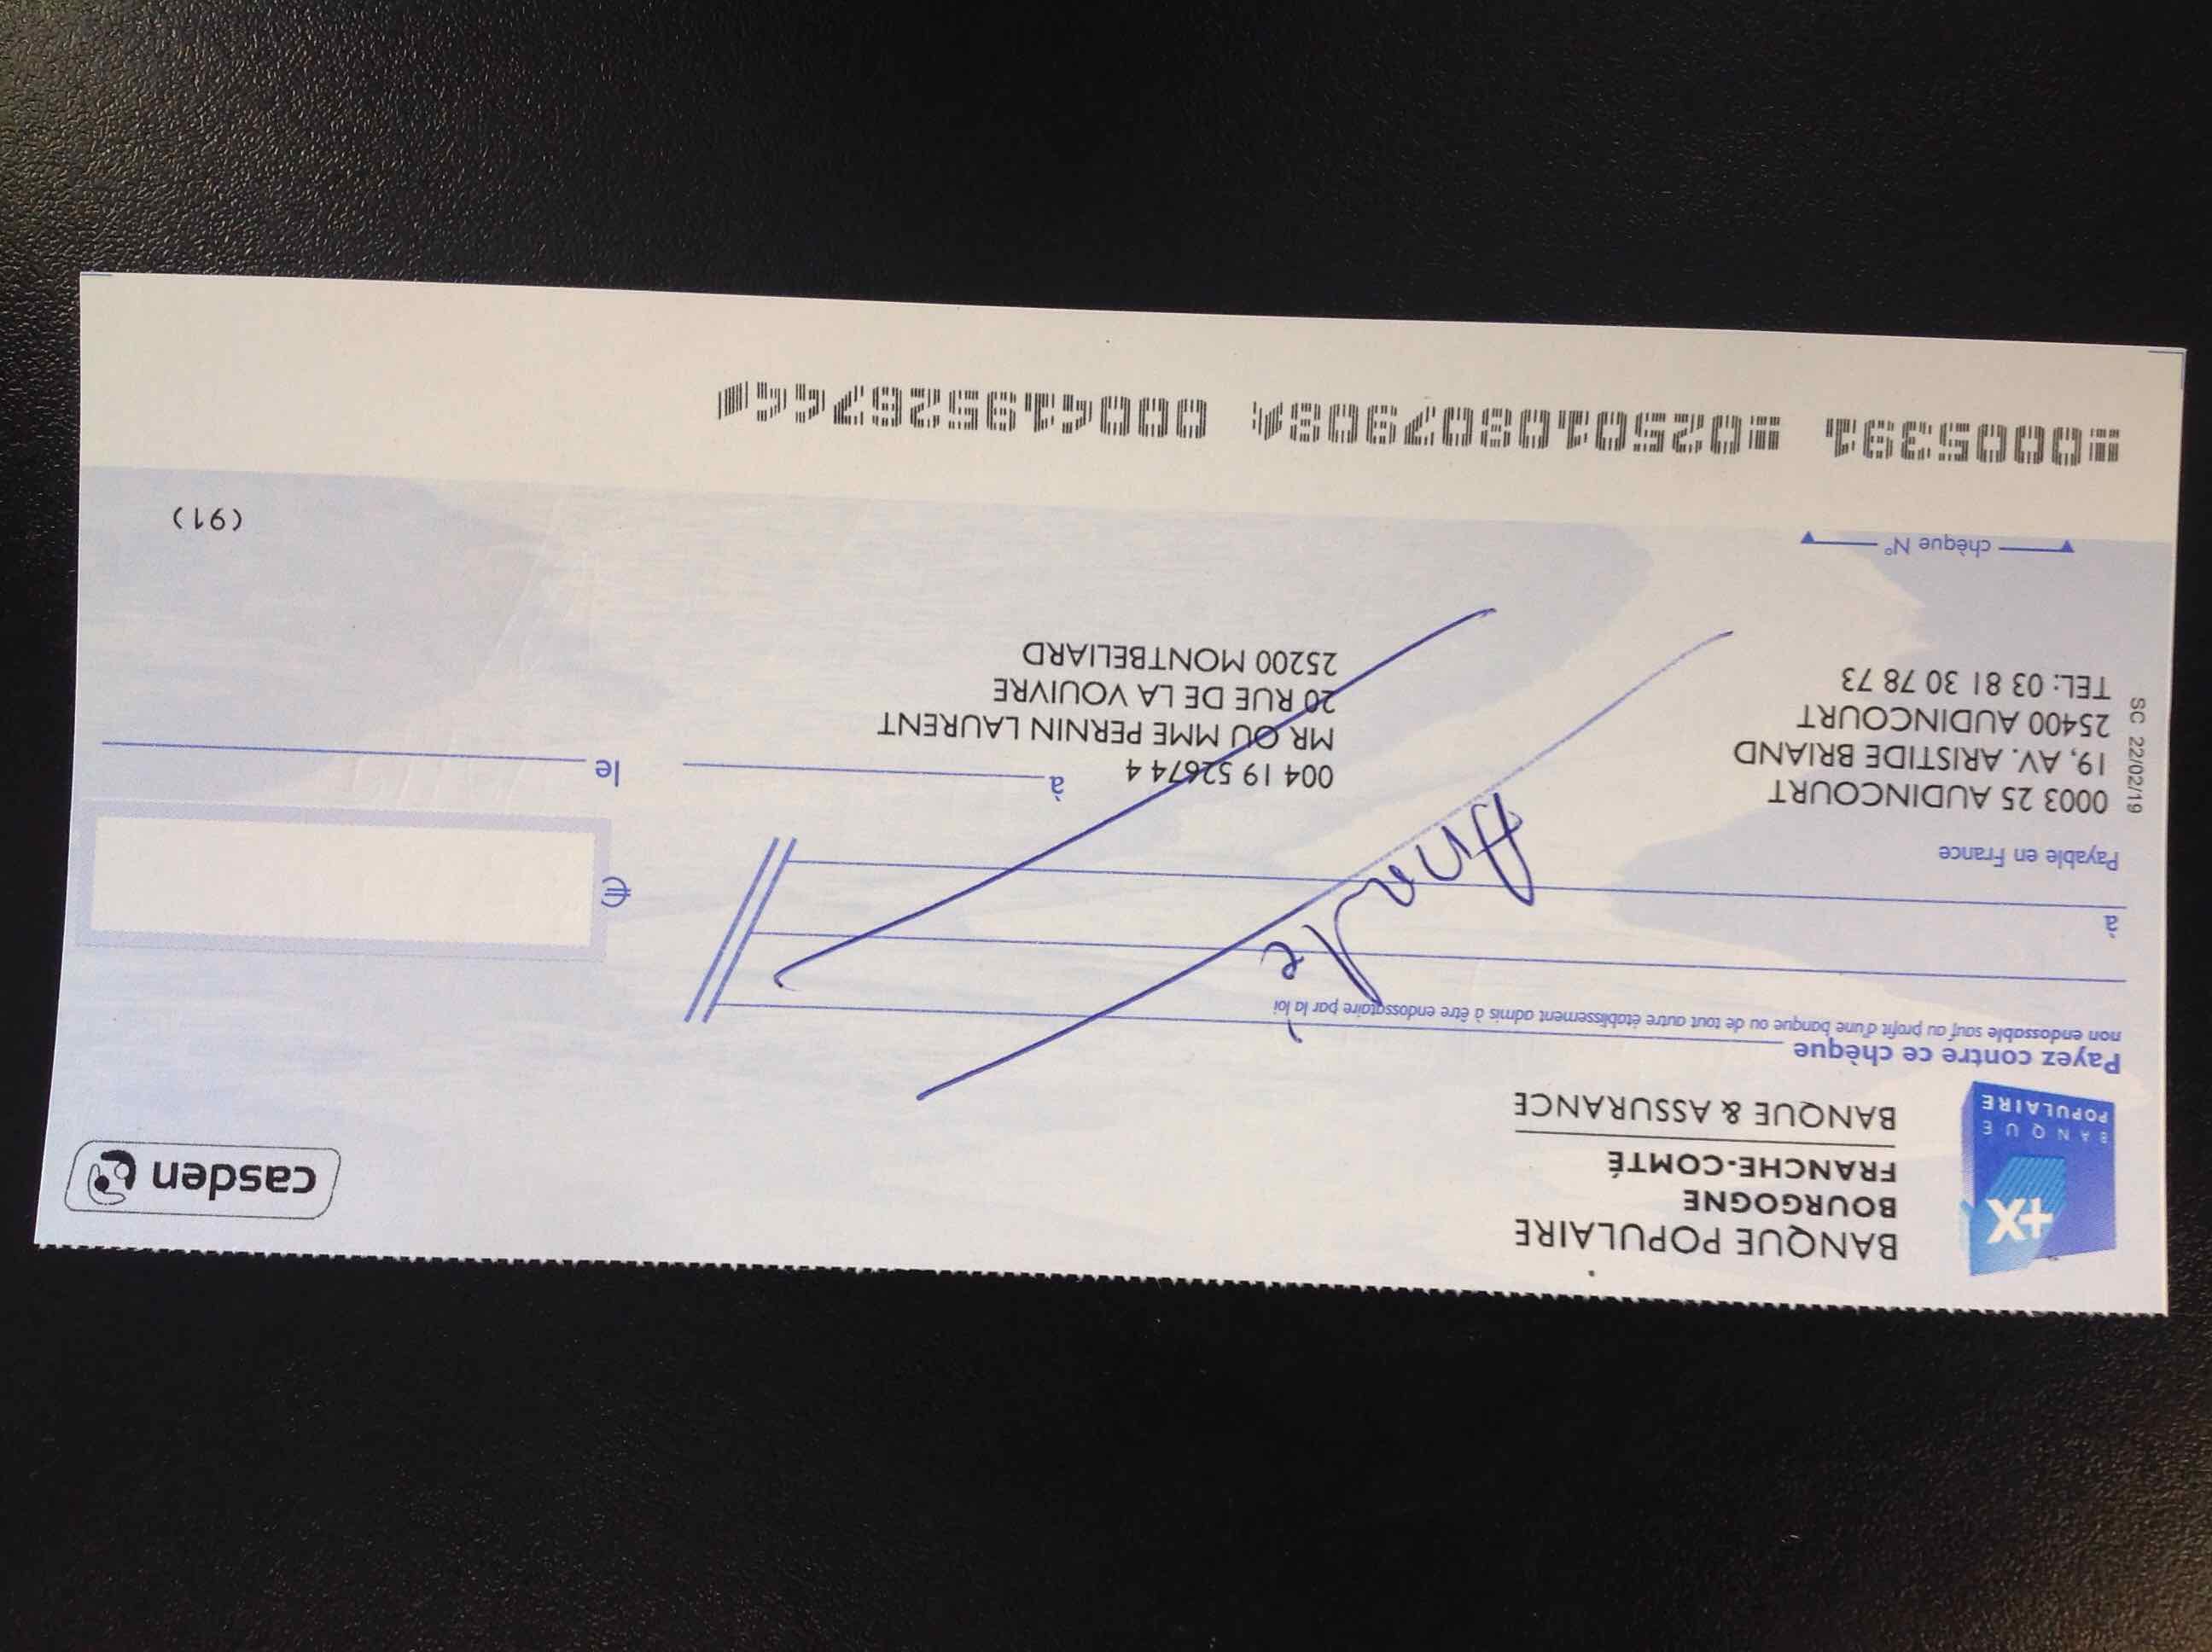 BANQUE POPULAIRE
BOURGOGNE
FRANCHE-COMTÉ
BANQUE & ASSURANCE
+X
BANQUE
POPULAIRE
casden
Payez contre ce chèque
non endossable sauf au profit d'une banque ou de tout autre établissement admis à être endossataire par la loi
à
€
Annulé
Payable en France
0003 25 AUDINCOURT
19, AV. ARISTIDE BRIAND
25400 AUDINCOURT
TEL: 03 81 30 78 73
SC 22/02/19
004 19 52674 4
MR OU MME PERNIN LAURENT
20 RUE DE LA VOUIVRE
25200 MONTBELIARD
à
le
chèque N°
(91)
0005391 025010807908 000419526744